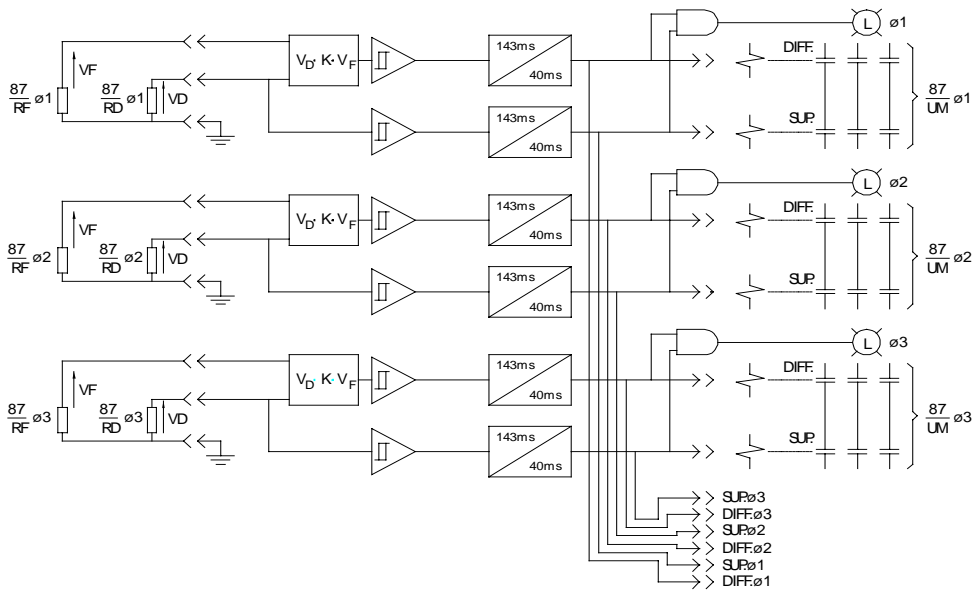 L ø1
143ms
40ms
DIFF.
VF
V_D. K. V_F
87/RF ø1
87/RD ø1
VD
87/UM ø1
143ms
40ms
SUP.
L ø2
143ms
40ms
DIFF.
VF
V_D. K. V_F
87/RF ø2
87/RD ø2
VD
87/UM ø2
143ms
40ms
SUP.
L ø3
143ms
40ms
DIFF.
VF
V_D. K. V_F
87/RF ø3
87/RD ø3
VD
87/UM ø3
143ms
40ms
SUP.
SUP.ø3
DIFF.ø3
SUP.ø2
DIFF.ø2
SUP.ø1
DIFF.ø1